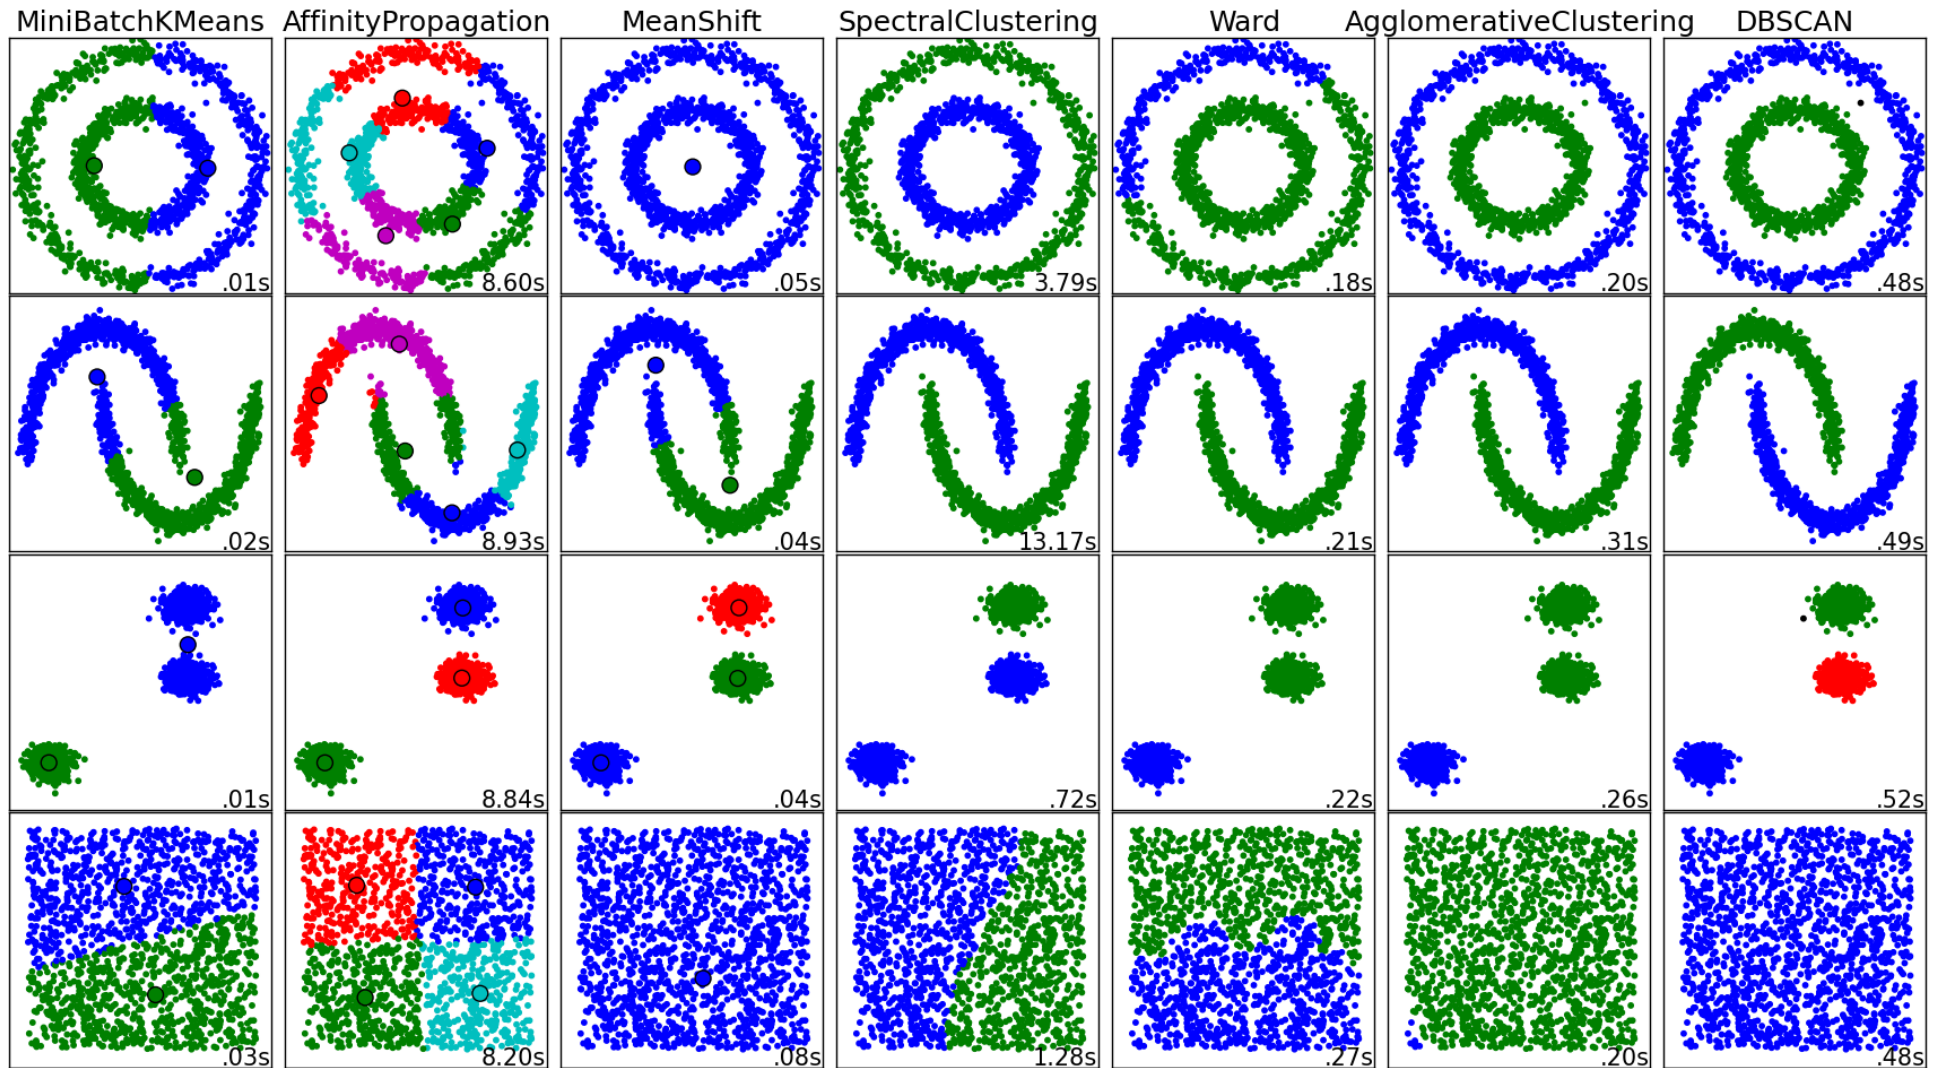 MiniBatchKMeans AffinityPropagation MeanShift SpectralClustering Ward AgglomerativeClustering DBSCAN
.01s 8.60s .05s 3.79s .18s .20s .48s
.02s 8.93s .04s 13.17s .21s .31s .49s
.01s 8.84s .04s .72s .22s .26s .52s
.03s 8.20s .08s 1.28s .27s .20s .48s